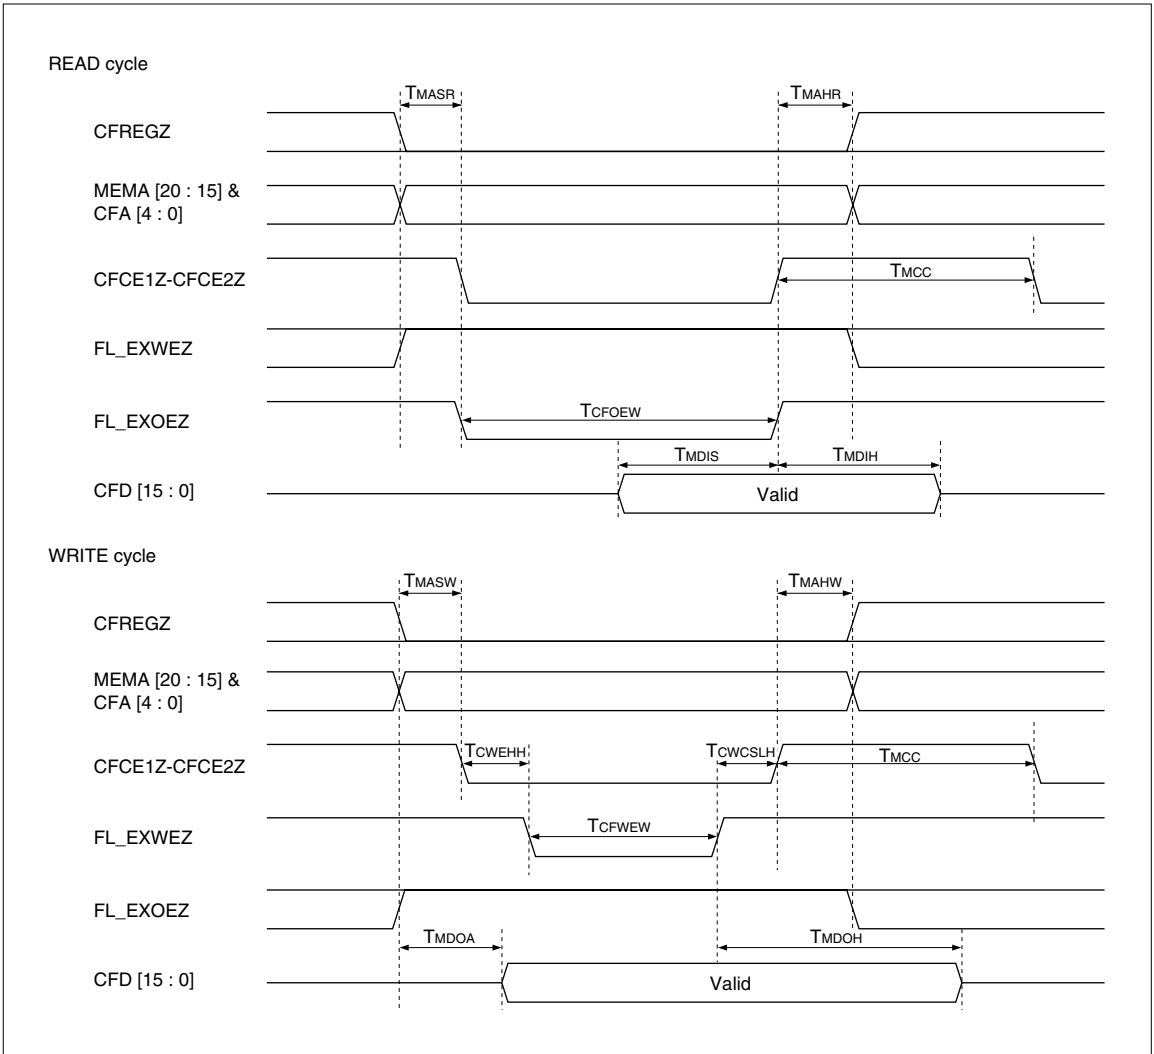 READ cycle
TMASR
TMAHR
CFREGZ
MEMA [20 : 15] &
CFA [4 : 0]
CFCE1Z-CFCE2Z
TMCC
FL_EXWEZ
FL_EXOEZ
TCFOEW
TMDIS
TMDIH
CFD [15 : 0]
Valid
WRITE cycle
TMASW
TMAHW
CFREGZ
MEMA [20 : 15] &
CFA [4 : 0]
TCWEHH
TCWCSLH
CFCE1Z-CFCE2Z
TMCC
FL_EXWEZ
TCFWEW
FL_EXOEZ
TMDOA
TMDOH
CFD [15 : 0]
Valid